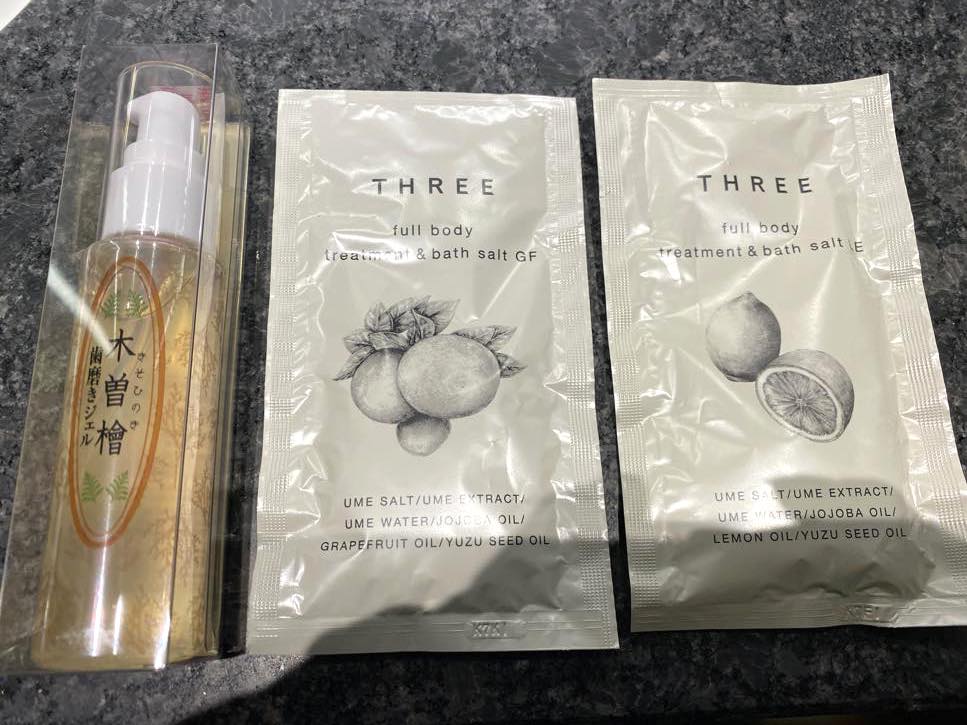 木曽檜
きそひのき
歯磨きジェル
THREE
full body
treatment & bath salt GF
UME SALT/UME EXTRACT/
UME WATER/JOJOBA OIL/
GRAPEFRUIT OIL/YUZU SEED OIL
K7K1
THREE
full body
treatment & bath salt LE
UME SALT/UME EXTRACT/
UME WATER/JOJOBA OIL/
LEMON OIL/YUZU SEED OIL